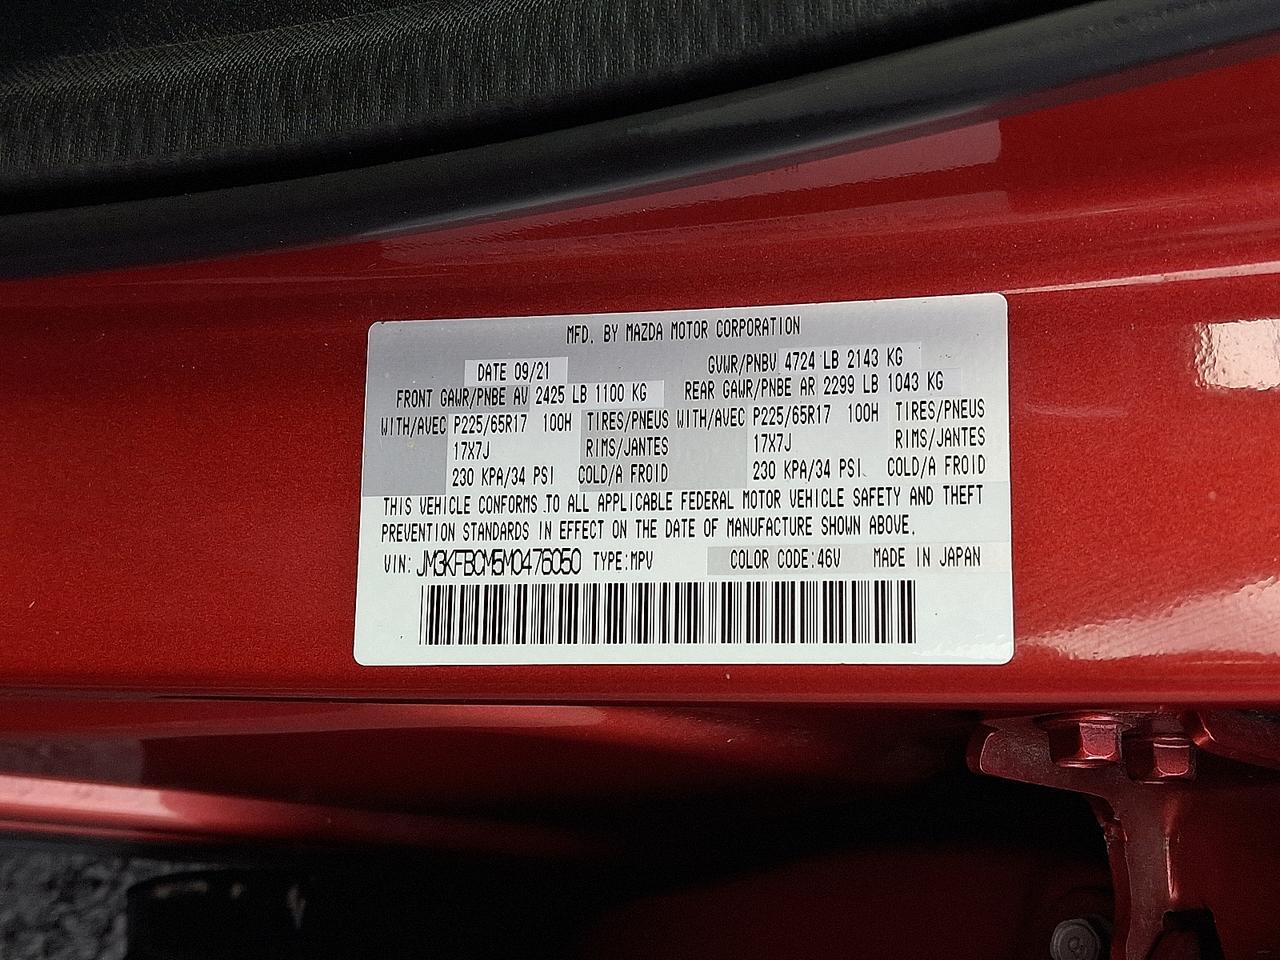 MFD. BY MAZDA MOTOR CORPORATION
DATE 09/21 GVWR/PNBV 4724 LB 2143 KG
FRONT GAWR/PNBE AV 2425 LB 1100 KG REAR GAWR/PNBE AR 2299 LB 1043 KG
WITH/AVEC P225/65R17 100H TIRES/PNEUS WITH/AVEC P225/65R17 100H TIRES/PNEUS
17X7J RIMS/JANTES 17X7J RIMS/JANTES
230 KPA/34 PSI COLD/A FROID 230 KPA/34 PSI COLD/A FROID
THIS VEHICLE CONFORMS TO ALL APPLICABLE FEDERAL MOTOR VEHICLE SAFETY AND THEFT
PREVENTION STANDARDS IN EFFECT ON THE DATE OF MANUFACTURE SHOWN ABOVE.
VIN: JM3KFBCM5M0476050 TYPE:MPV COLOR CODE:46V MADE IN JAPAN